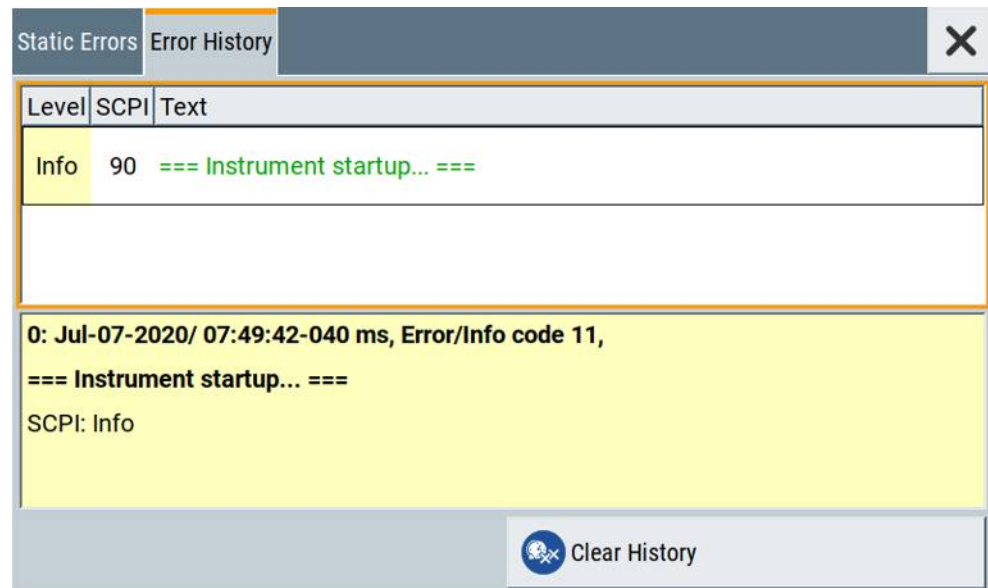 Static Errors Error History
Level SCPI Text
Info 90 === Instrument startup... ===
0: Jul-07-2020/ 07:49:42-040 ms, Error/Info code 11,
=== Instrument startup... ===
SCPI: Info
Clear History